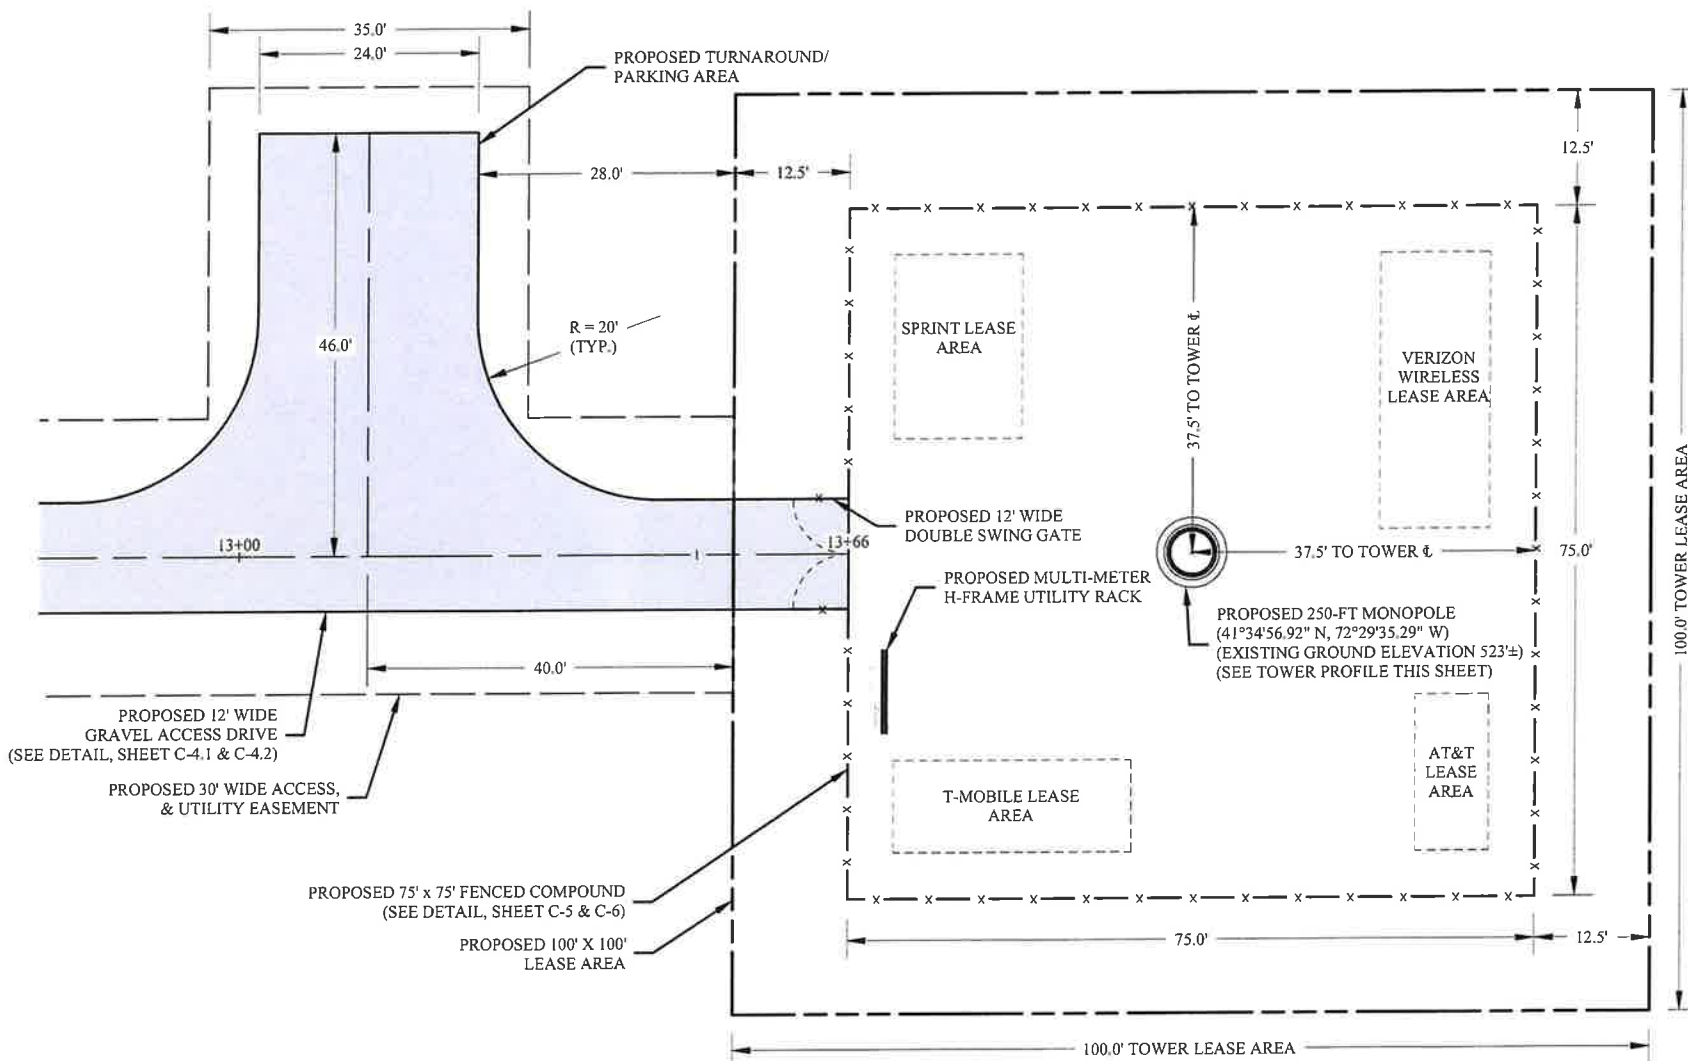 35.0'
24.0'
PROPOSED TURNAROUND/
PARKING AREA
28.0'
12.5'
12.5'
R = 20'
(TYP.)
46.0'
SPRINT LEASE
AREA
37.5' TO TOWER ℄
VERIZON
WIRELESS
LEASE AREA
100.0' TOWER LEASE AREA
13+00
13+66
PROPOSED 12' WIDE
DOUBLE SWING GATE
37.5' TO TOWER ℄
75.0'
PROPOSED MULTI-METER
H-FRAME UTILITY RACK
PROPOSED 250-FT MONOPOLE
(41°34'56.92" N, 72°29'35.29" W)
(EXISTING GROUND ELEVATION 523'±)
(SEE TOWER PROFILE THIS SHEET)
40.0'
PROPOSED 12' WIDE
GRAVEL ACCESS DRIVE
(SEE DETAIL, SHEET C-4.1 & C-4.2)
PROPOSED 30' WIDE ACCESS,
& UTILITY EASEMENT
T-MOBILE LEASE
AREA
AT&T
LEASE
AREA
PROPOSED 75' x 75' FENCED COMPOUND
(SEE DETAIL, SHEET C-5 & C-6)
PROPOSED 100' X 100'
LEASE AREA
75.0'
12.5'
100.0' TOWER LEASE AREA